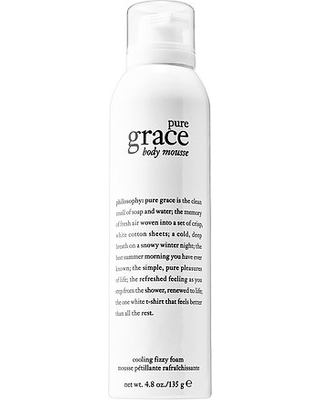 pure
grace
body mousse
philosophy: pure grace is the clean
smell of soap and water; the memory
of fresh air woven into a set of crisp,
white cotton sheets; a cold, deep
breath on a snowy winter night; the
best summer morning you have ever
known; the simple, pure pleasures
of life; the refreshed feeling as you
step from the shower, renewed to life;
the one white t-shirt that feels better
than all the rest.
cooling fizzy foam
mousse pétillante rafraîchissante
net wt. 4.8 oz./135 g ℮